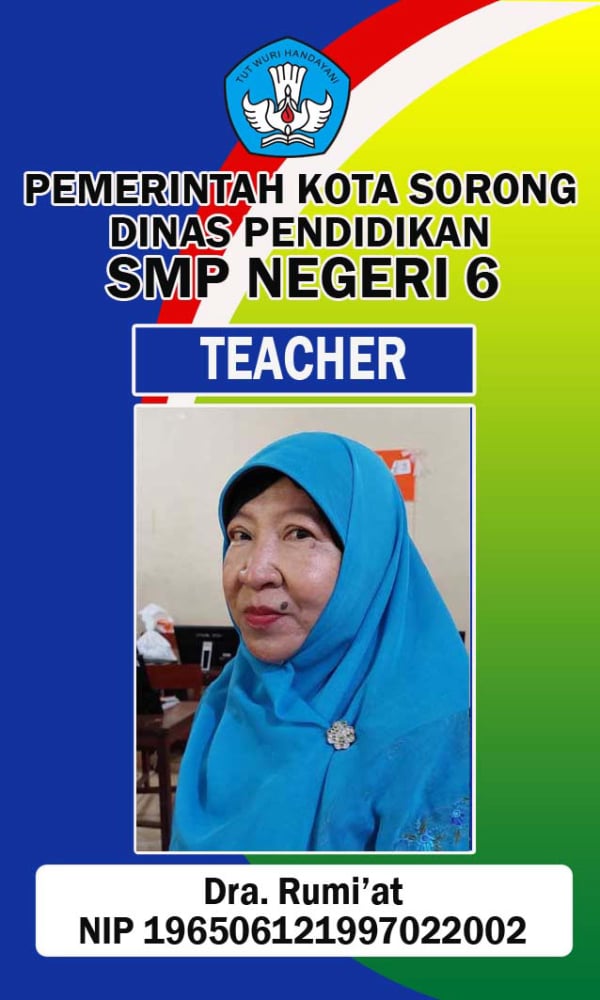 TUT WURI HANDAYANI
PEMERINTAH KOTA SORONG
DINAS PENDIDIKAN
SMP NEGERI 6
TEACHER
Dra. Rumi'at
NIP 196506121997022002